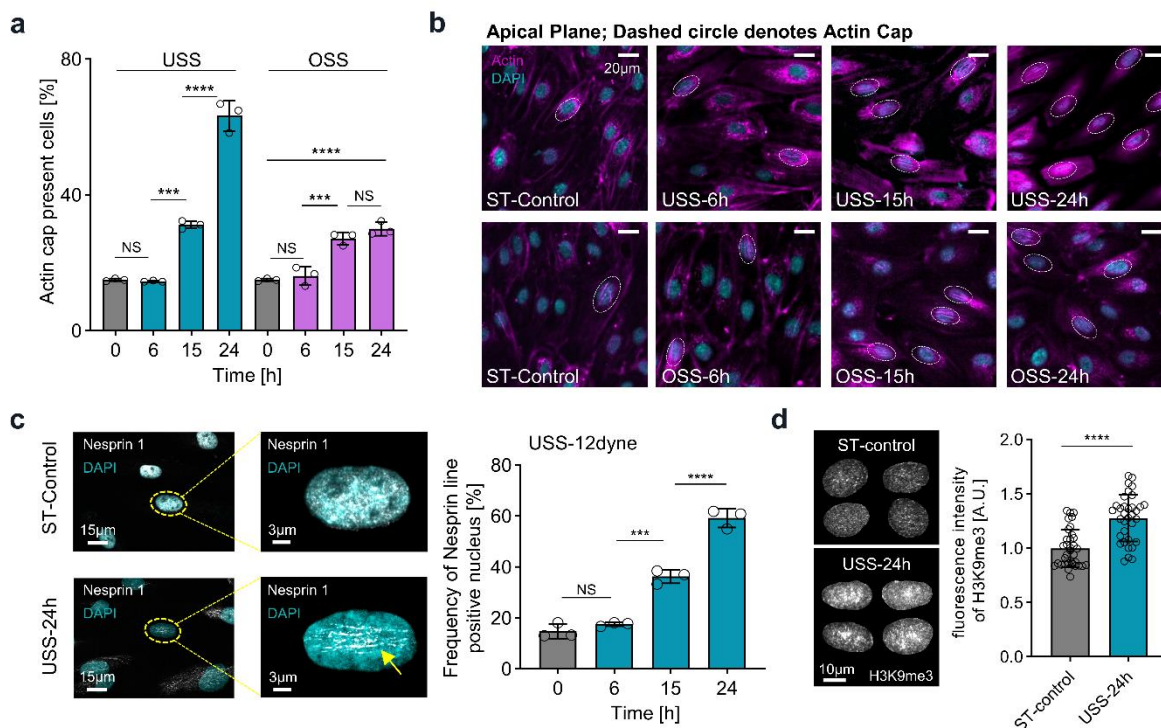 a
USS
OSS
Actin cap present cells [%]
80
40
0
NS
***
****
NS
***
NS
****
0 6 15 24 0 6 15 24
Time [h]
b
Apical Plane; Dashed circle denotes Actin Cap
Actin
DAPI
20μm
ST-Control
USS-6h
USS-15h
USS-24h
ST-Control
OSS-6h
OSS-15h
OSS-24h
c
ST-Control
Nesprin 1
DAPI
15μm
Nesprin 1
DAPI
3μm
USS-24h
Nesprin 1
DAPI
15μm
Nesprin 1
DAPI
3μm
USS-12dyne
Frequency of Nesprin line
positive nucleus [%]
80
60
40
20
0
NS
***
****
0 6 15 24
Time [h]
d
ST-control
USS-24h
10μm
H3K9me3
fluorescence intensity
of H3K9me3 [A.U.]
2.0
1.5
1.0
0.5
0.0
****
ST-control
USS-24h